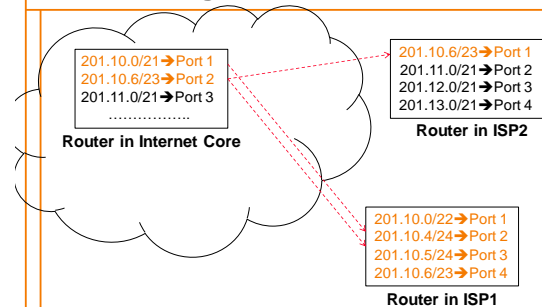 201.10.0/21➔Port 1
201.10.6/23➔Port 2
201.11.0/21➔Port 3
……………..
Router in Internet Core
201.10.6/23➔Port 1
201.11.0/21➔Port 2
201.12.0/21➔Port 3
201.13.0/21➔Port 4
Router in ISP2
201.10.0/22➔Port 1
201.10.4/24➔Port 2
201.10.5/24➔Port 3
201.10.6/23➔Port 4
Router in ISP1